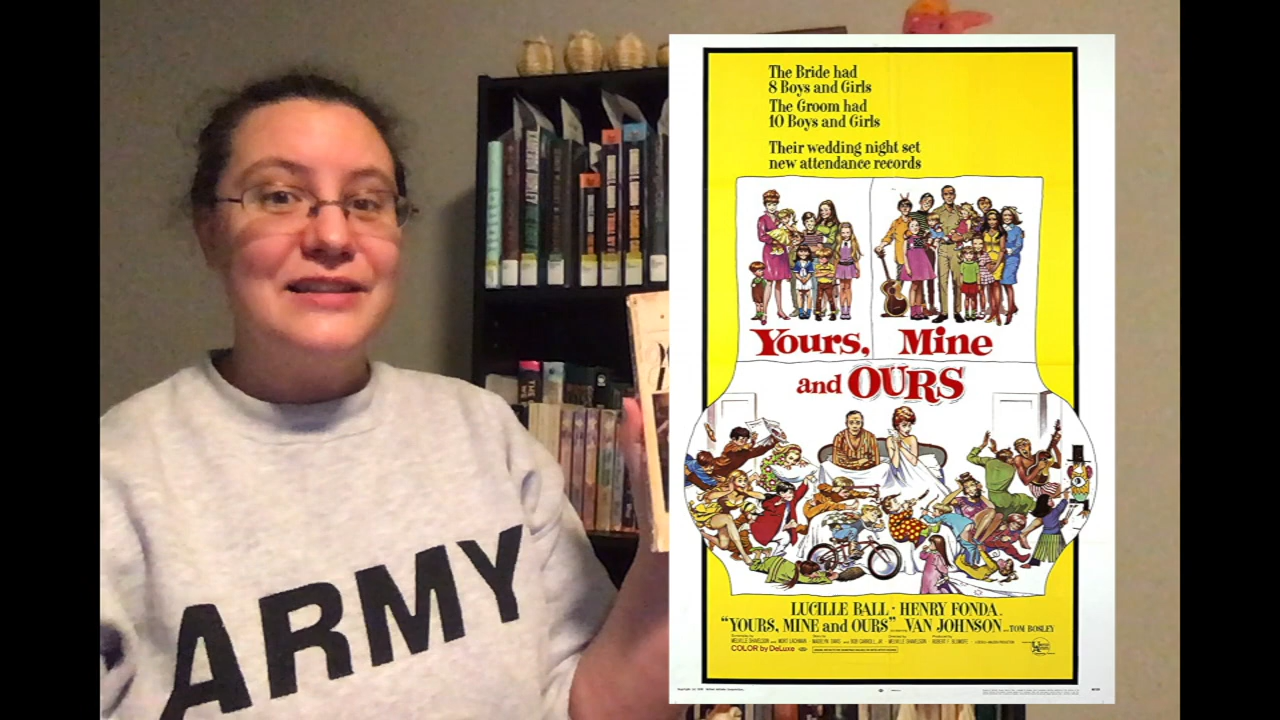 The Bride had
8 Boys and Girls
The Groom had
10 Boys and Girls
Their wedding night set
new attendance records
Yours, Mine
and OURS
LUCILLE BALL · HENRY FONDA
"YOURS, MINE and OURS" VAN JOHNSON TOM BOSLEY
COLOR by DeLuxe
ARMY